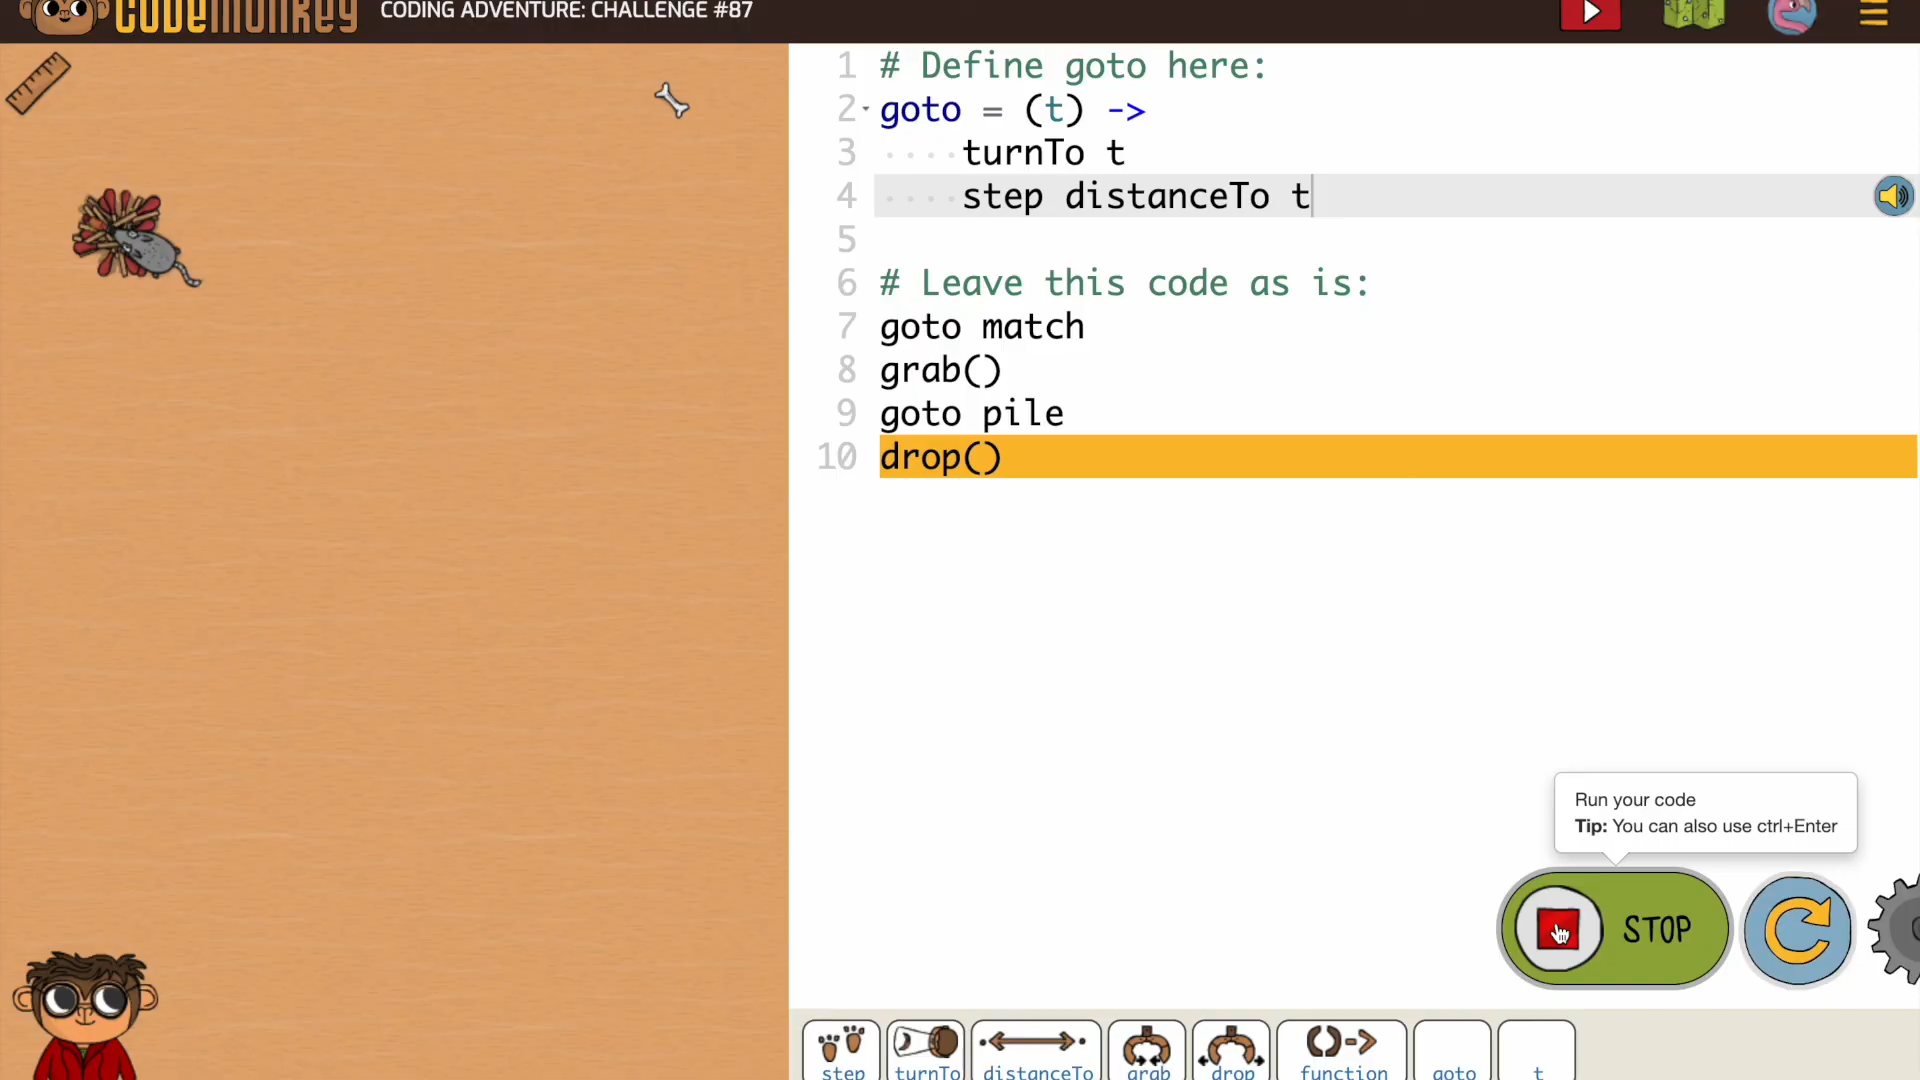 CODEMONKEY
CODING ADVENTURE: CHALLENGE #87
1 # Define goto here:
2 goto = (t) ->
3 turnTo t
4 step distanceTo t
5
6 # Leave this code as is:
7 goto match
8 grab()
9 goto pile
10 drop()
Run your code
Tip: You can also use ctrl+Enter
STOP
step turnTo distanceTo grab drop function goto t